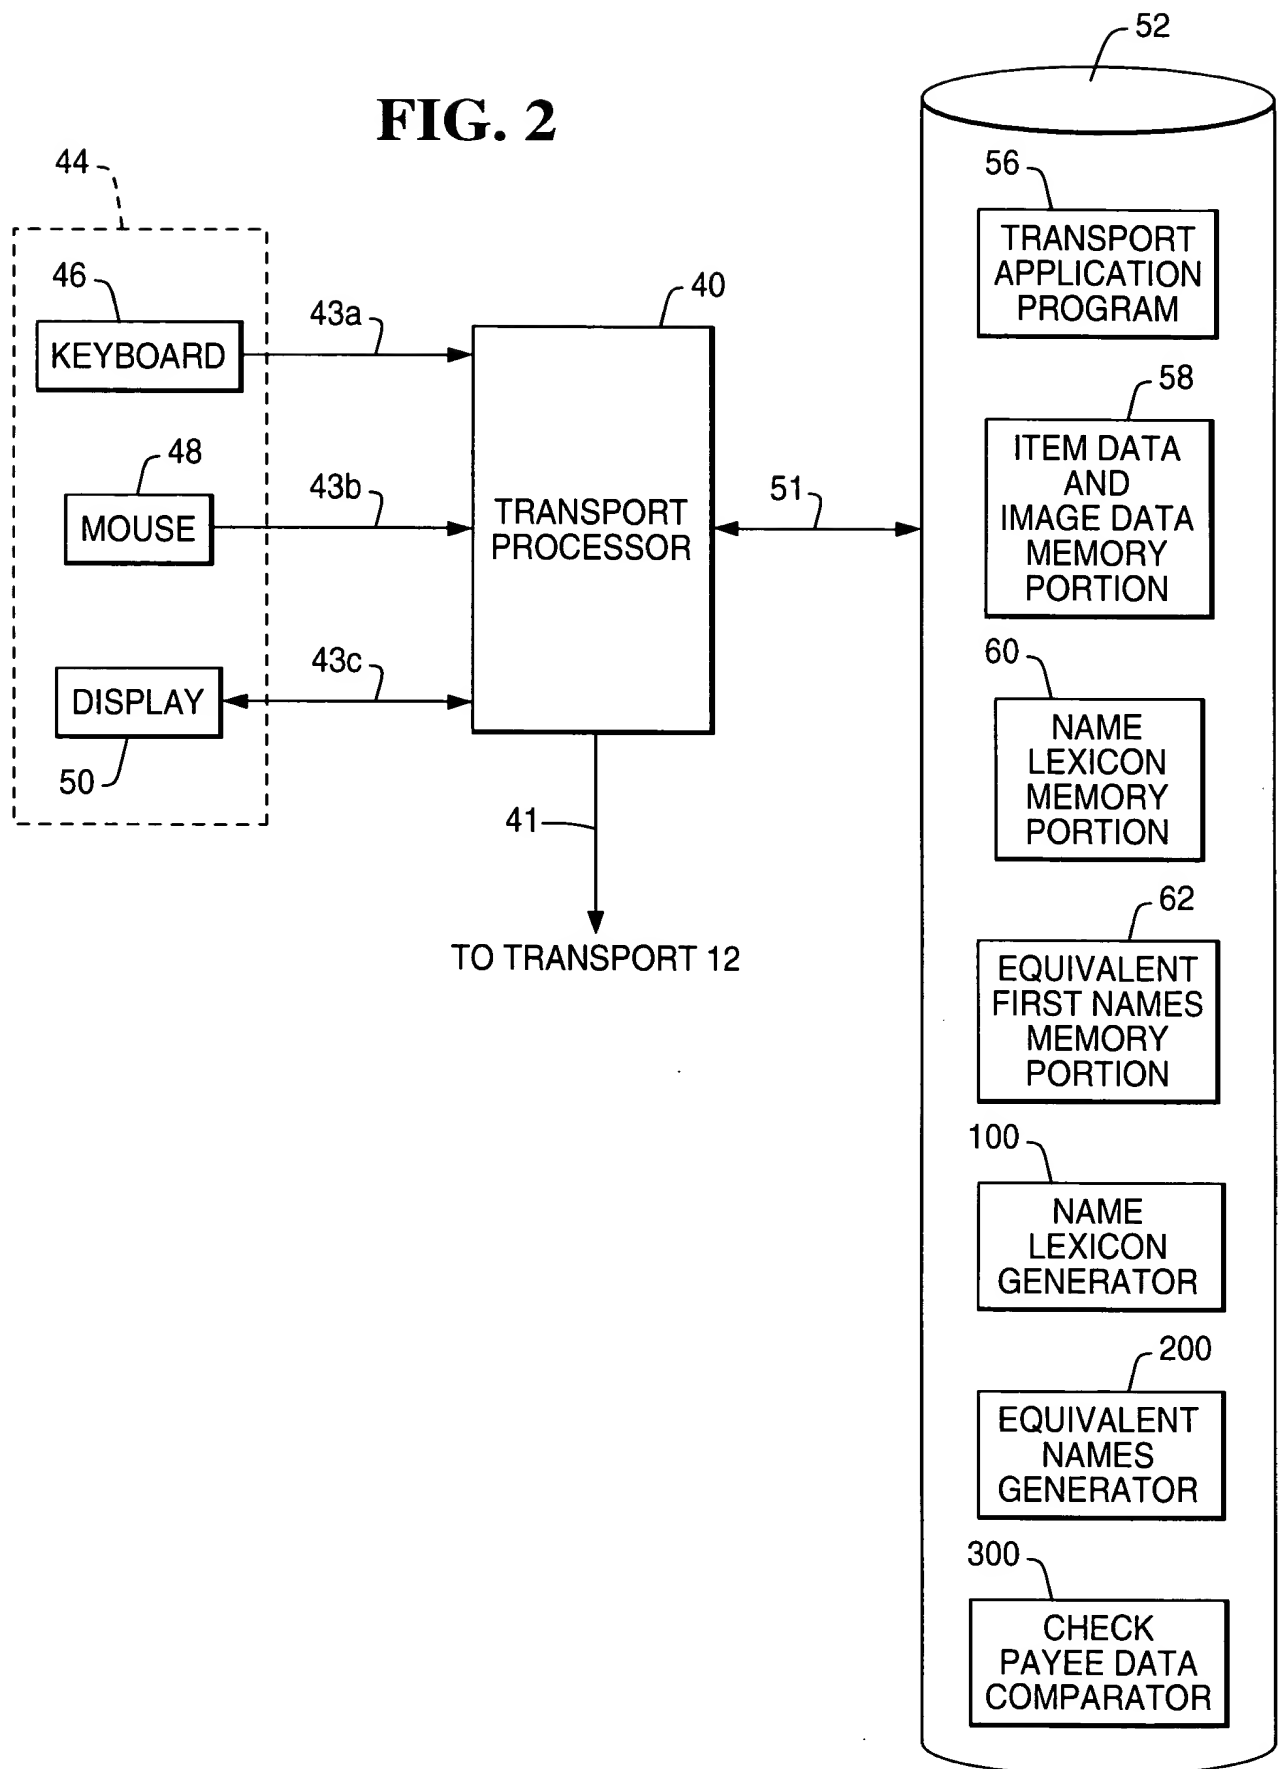 52
FIG. 2
44
56
TRANSPORT
APPLICATION
PROGRAM
46
KEYBOARD
43a
40
58
ITEM DATA
AND
IMAGE DATA
MEMORY
PORTION
48
MOUSE
43b
TRANSPORT
PROCESSOR
51
60
NAME
LEXICON
MEMORY
PORTION
DISPLAY
50
43c
41
TO TRANSPORT 12
62
EQUIVALENT
FIRST NAMES
MEMORY
PORTION
100
NAME
LEXICON
GENERATOR
200
EQUIVALENT
NAMES
GENERATOR
300
CHECK
PAYEE DATA
COMPARATOR